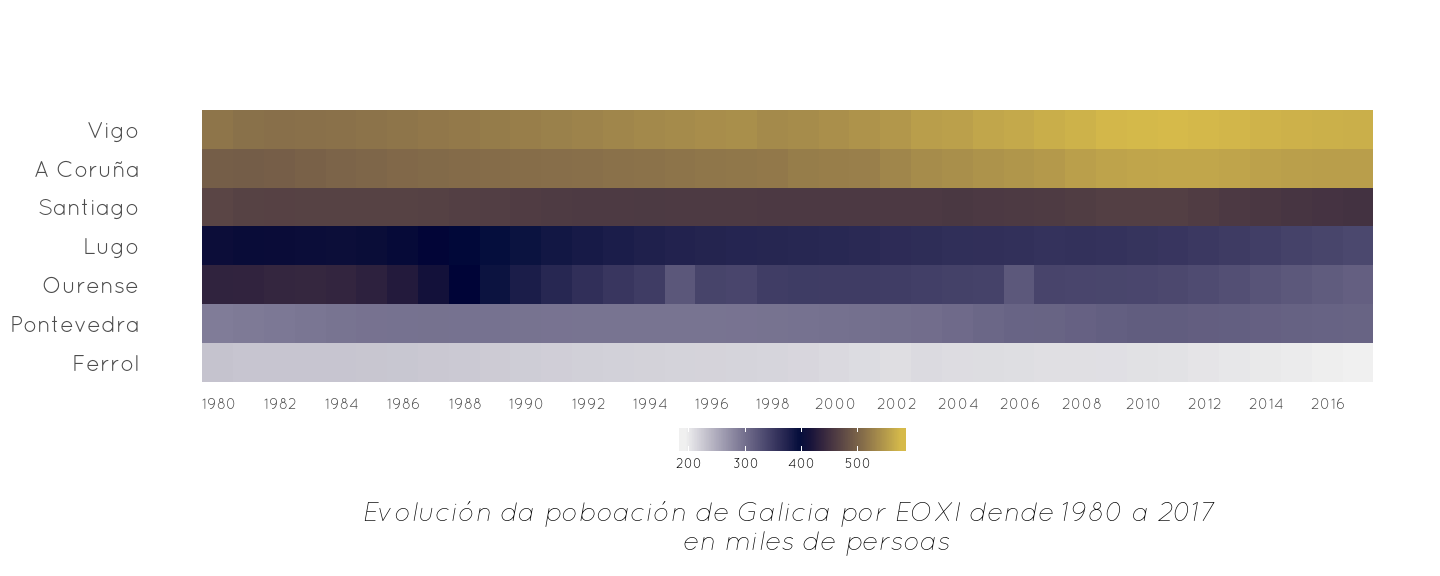 Vigo
A Coruña
Santiago
Lugo
Ourense
Pontevedra
Ferrol
1980 1982 1984 1986 1988 1990 1992 1994 1996 1998 2000 2002 2004 2006 2008 2010 2012 2014 2016
200 300 400 500
Evolución da poboación de Galicia por EOXI dende 1980 a 2017
en miles de persoas